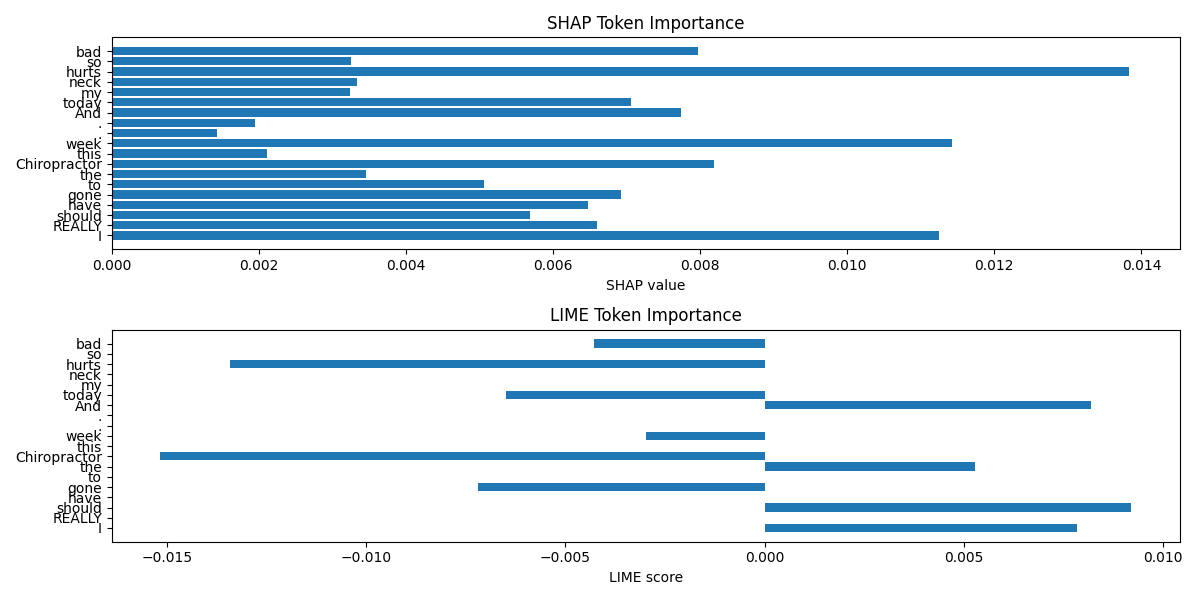 SHAP Token Importance
bad
so
hurts
neck
my
today
And
.
.
week
this
Chiropractor
the
to
gone
have
should
REALLY
I
0.000 0.002 0.004 0.006 0.008 0.010 0.012 0.014
SHAP value
LIME Token Importance
bad
so
hurts
neck
my
today
And
.
.
week
this
Chiropractor
the
to
gone
have
should
REALLY
I
−0.015 −0.010 −0.005 0.000 0.005 0.010
LIME score